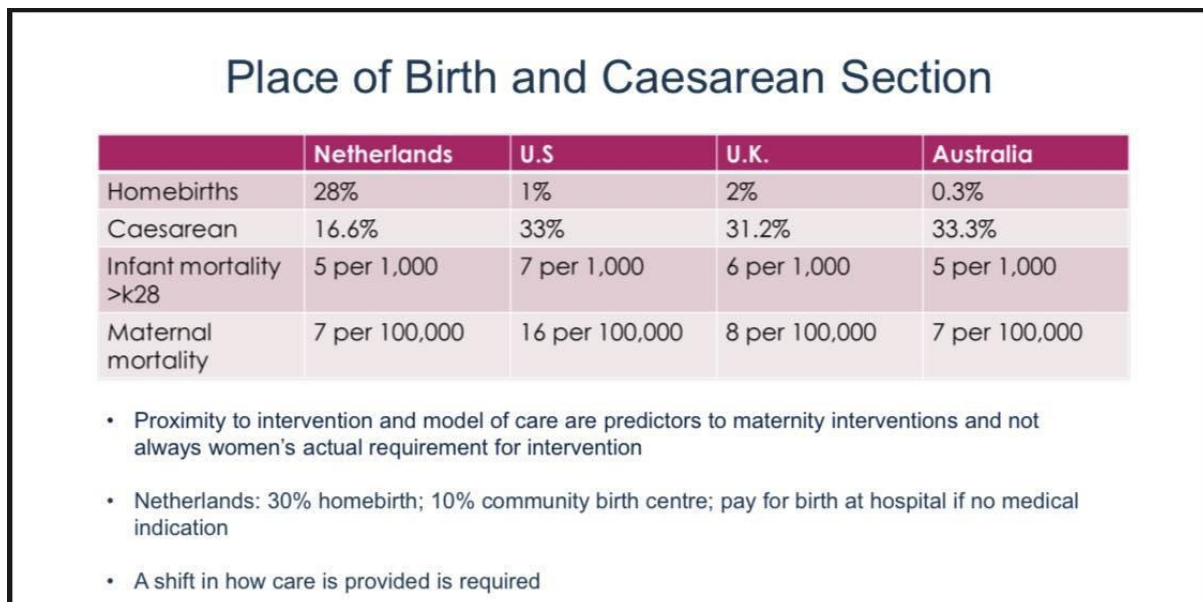 Place of Birth and Caesarean Section
Netherlands U.S U.K. Australia
Homebirths 28% 1% 2% 0.3%
Caesarean 16.6% 33% 31.2% 33.3%
Infant mortality 5 per 1,000 7 per 1,000 6 per 1,000 5 per 1,000
>k28
Maternal 7 per 100,000 16 per 100,000 8 per 100,000 7 per 100,000
mortality
• Proximity to intervention and model of care are predictors to maternity interventions and not
always women’s actual requirement for intervention
• Netherlands: 30% homebirth; 10% community birth centre; pay for birth at hospital if no medical
indication
• A shift in how care is provided is required